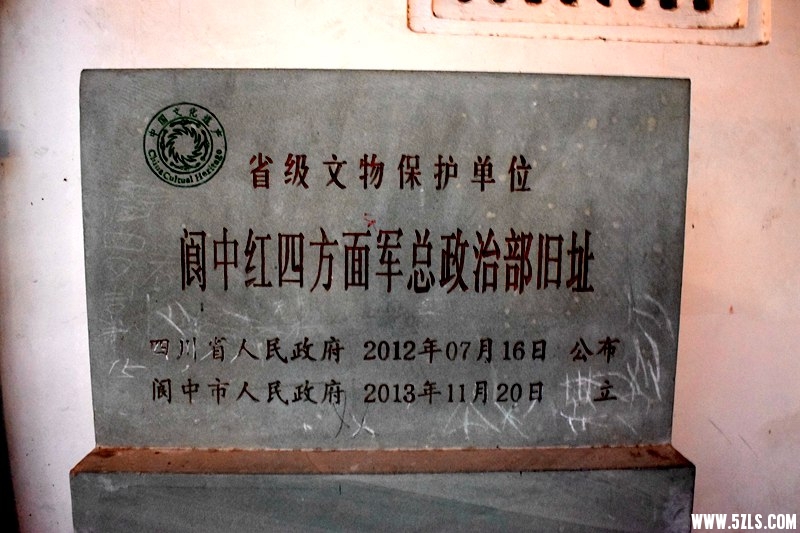 中国文化遗产
China Cultural Heritage
省级文物保护单位
阆中红四方面军总政治部旧址
四川省人民政府 2012年07月16日 公布
阆中市人民政府 2013年11月20日 立
WWW.5ZLS.COM